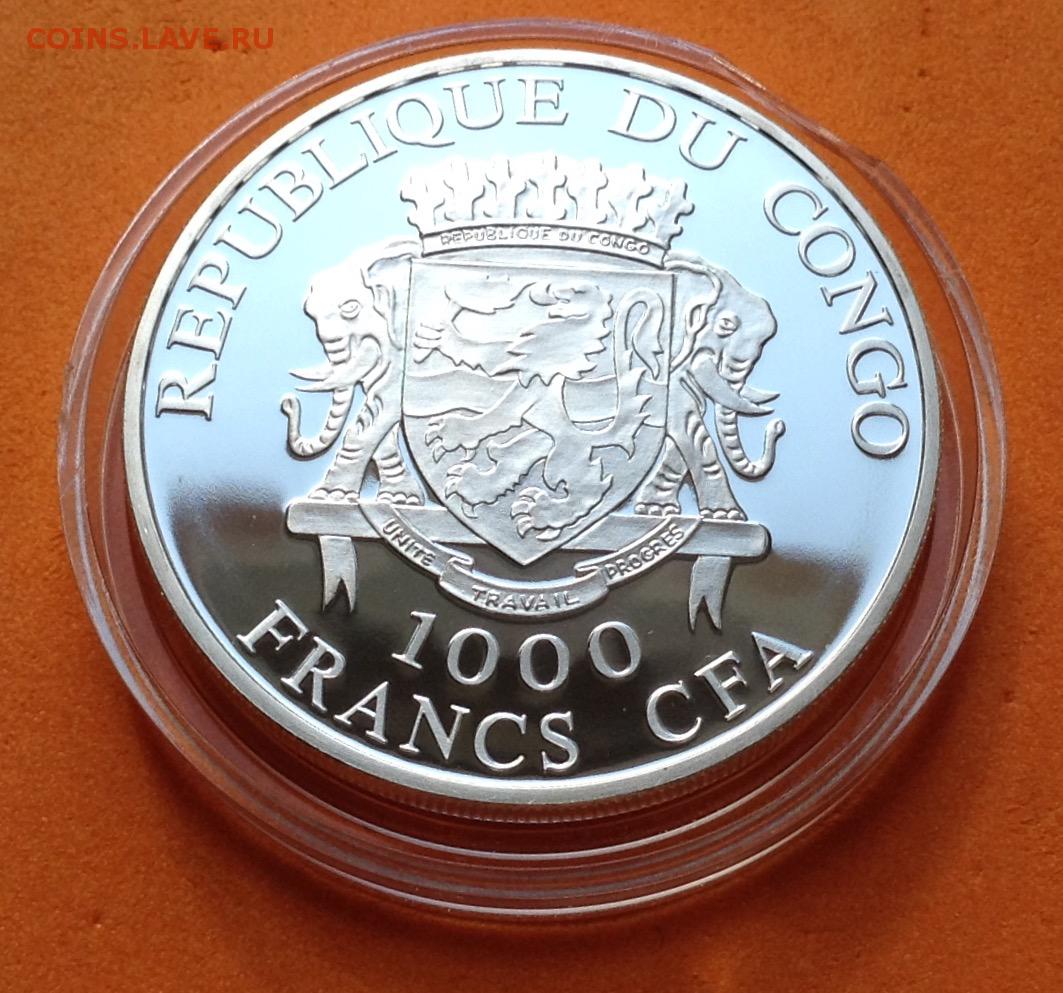 COINS.LAVE.RU
REPUBLIQUE DU CONGO
REPUBLIQUE DU CONGO
UNITE TRAVAIL PROGRES
1000
FRANCS CFA